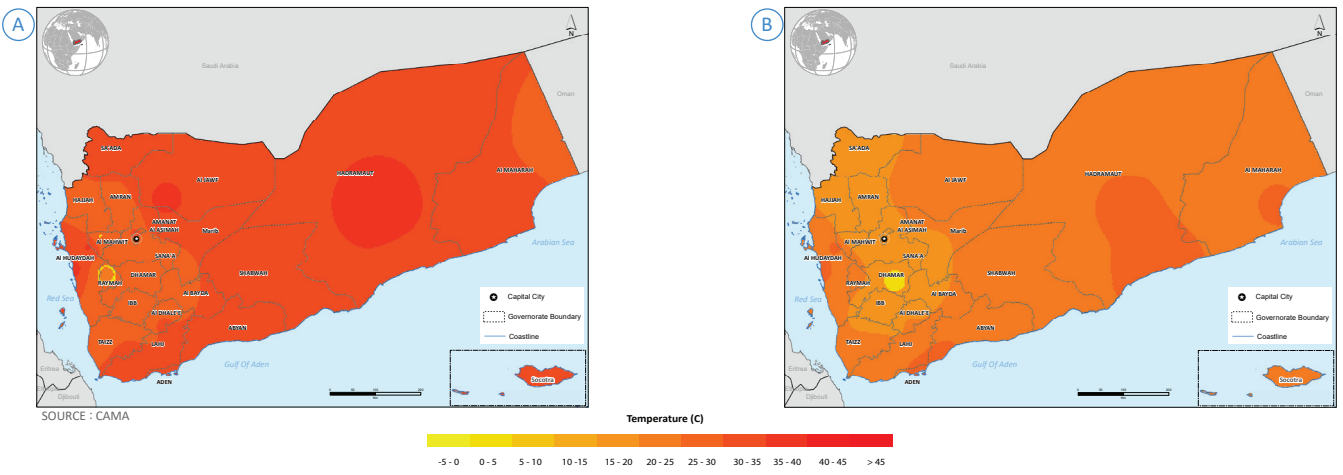 A
N
Saudi Arabia
Oman
SA'ADA
Al JAWF
HADRAMAUT
Al MAHARAH
HAJJAH
AMRAN
AMANAT
Al ASIMAH
Marib
Al MAHWIT
Arabian Sea
Al HUDAYDAH
SANA'A
DHAMAR
SHABWAH
RAYMAH
Al BAYDA
Red Sea
IBB
Al DHALE'E
ABYAN
TAIZZ
LAHJ
Gulf Of Aden
ADEN
Eritrea
Djibouti
Capital City
Governorate Boundary
Coastline
Socotra
SOURCE : CAMA
B
N
Saudi Arabia
Oman
SA'ADA
Al JAWF
HADRAMAUT
Al MAHARAH
HAJJAH
AMRAN
AMANAT
Al ASIMAH
Marib
Al MAHWIT
Arabian Sea
Al HUDAYDAH
SANA'A
DHAMAR
SHABWAH
RAYMAH
Al BAYDA
Red Sea
IBB
Al DHALE'E
ABYAN
TAIZZ
LAHJ
Gulf Of Aden
ADEN
Eritrea
Djibouti
Capital City
Governorate Boundary
Coastline
Socotra
Temperature (C)
-5 - 0 0 - 5 5 - 10 10 -15 15 - 20 20 - 25 25 - 30 30 - 35 35 - 40 40 - 45 > 45